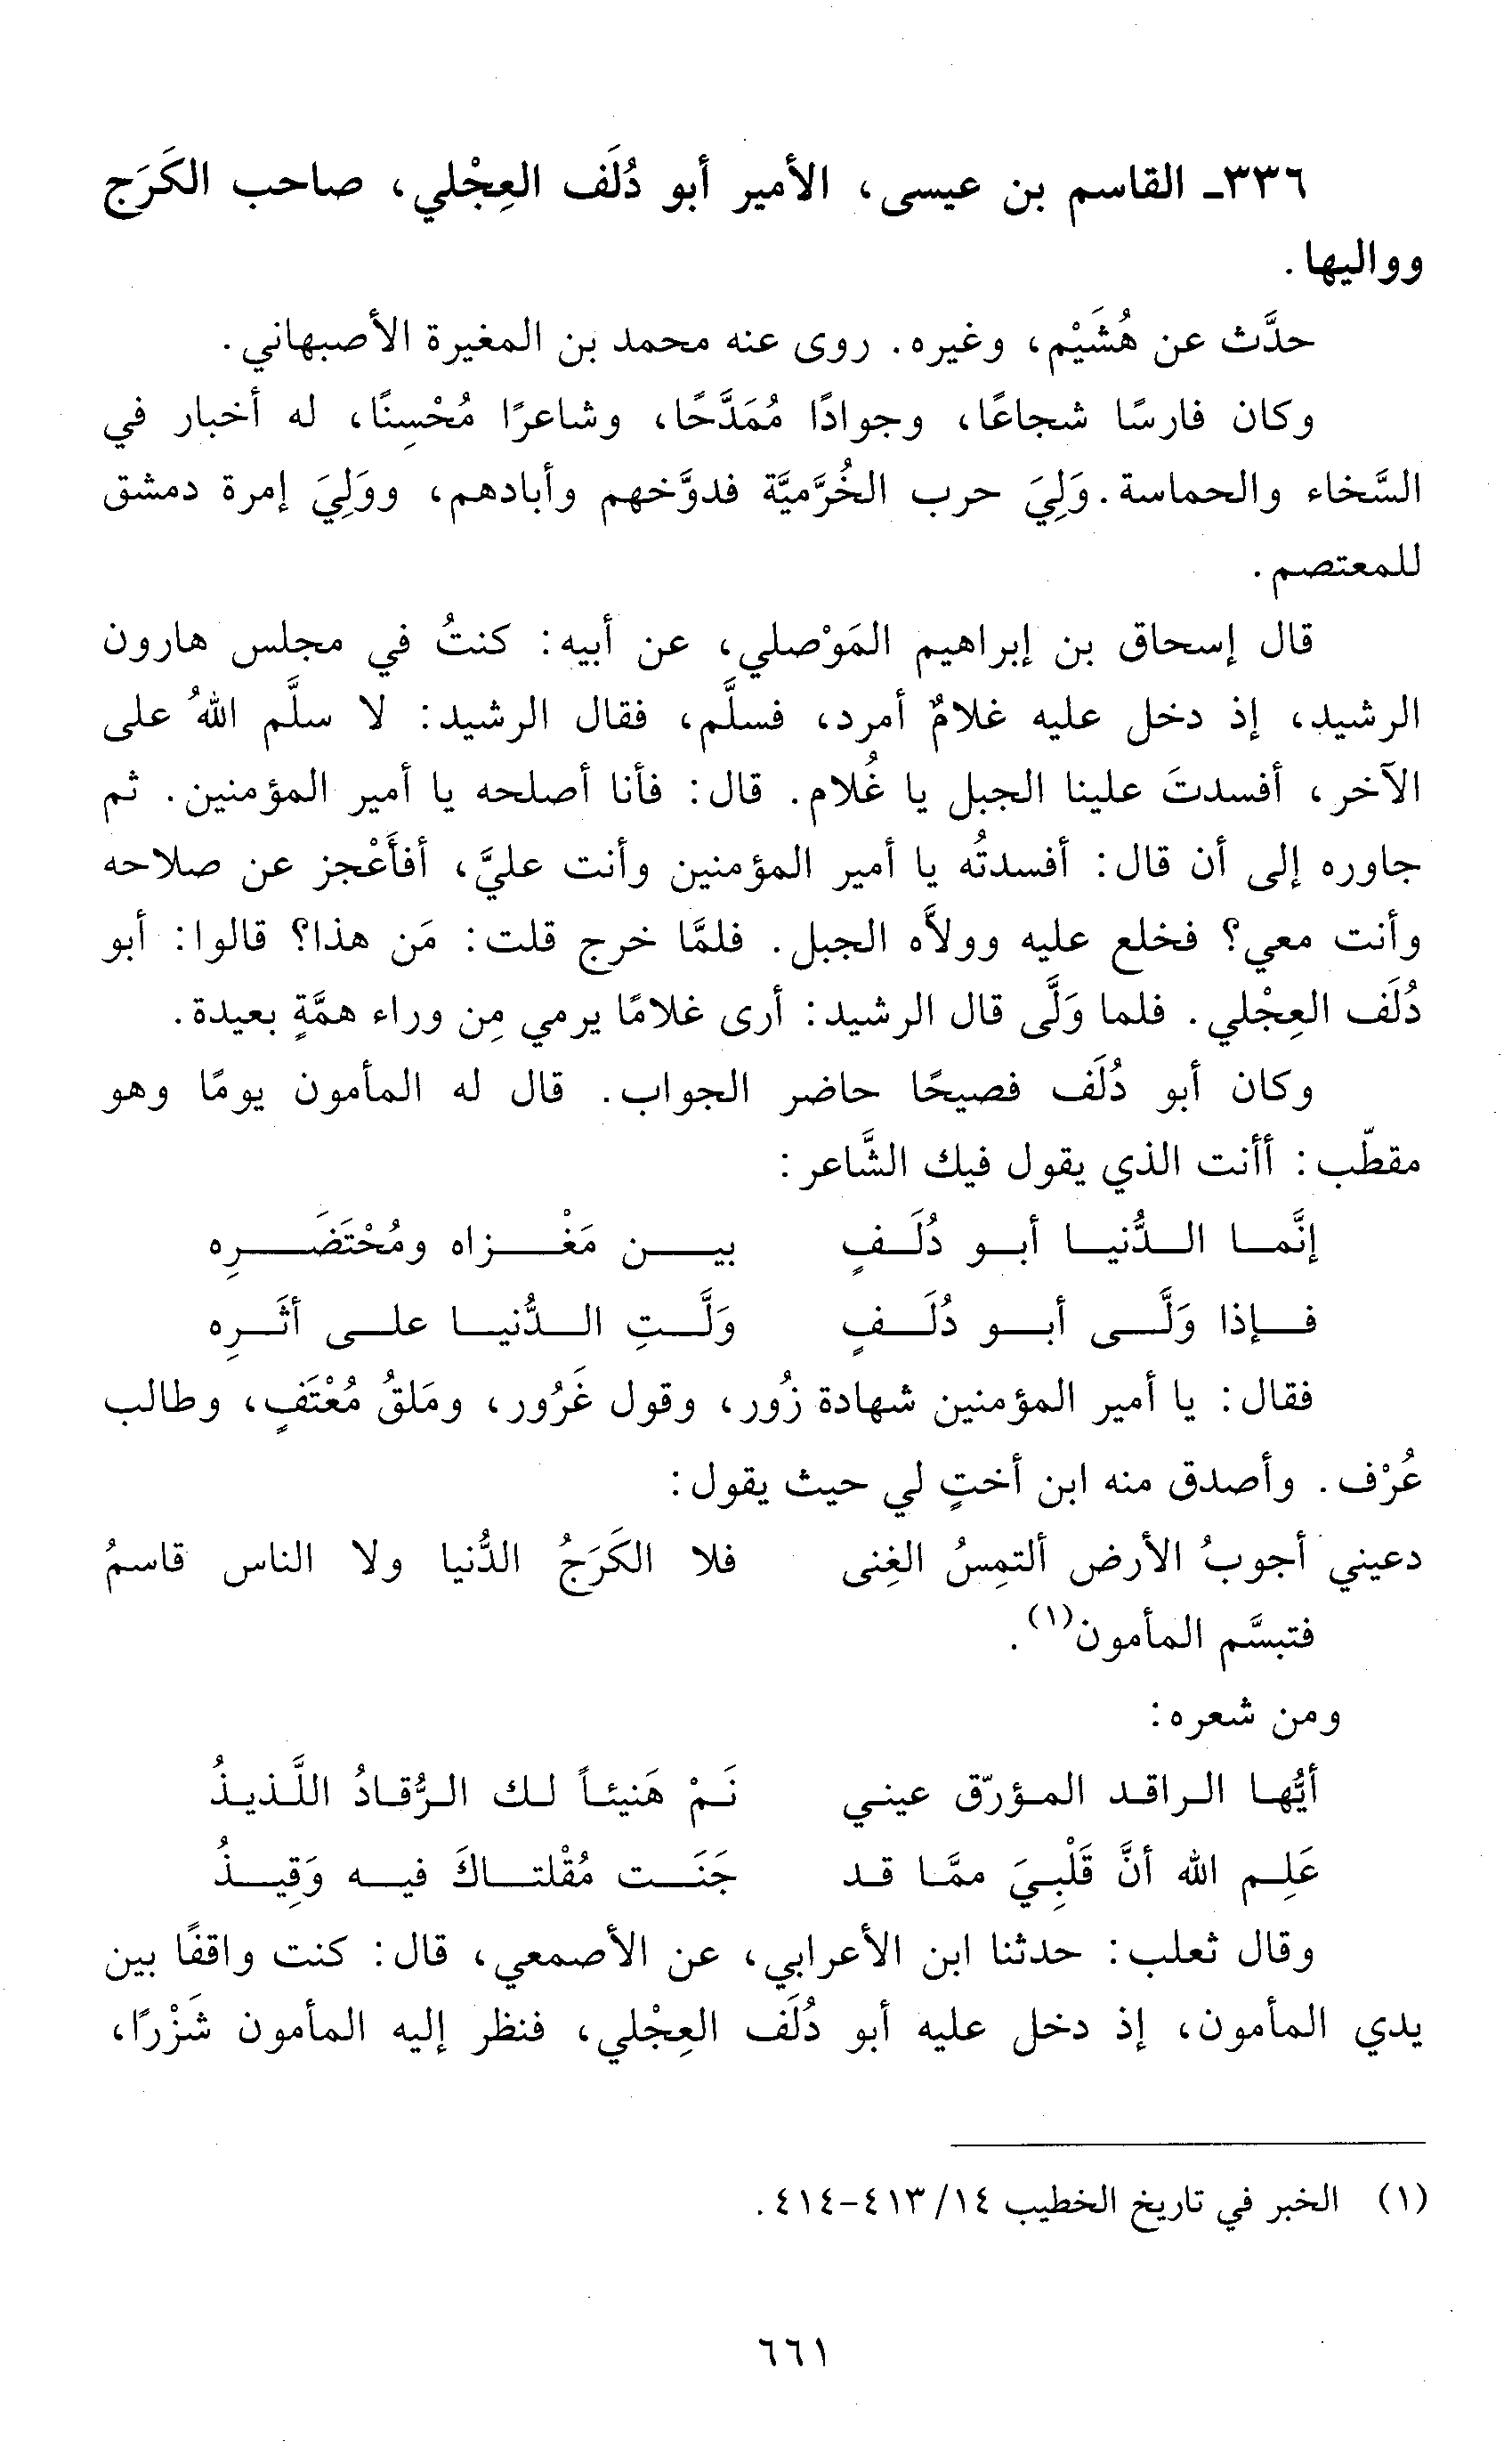 ٣٣٦ـ القاسم بن عيسى، الأمير أبو دُلَف العِجْلي، صاحب الكَرَج
وواليها.
حدَّث عن هُشَيْم، وغيره. روى عنه محمد بن المغيرة الأصبهاني.
وكان فارسًا شجاعًا، وجوادًا مُمَدَّحًا، وشاعرًا مُحْسِنًا، له أخبار في
السَّخاء والحماسة. وَلِيَ حرب الخُرَّميَّة فدوَّخهم وأبادهم، ووَلِيَ إمرة دمشق
للمعتصم.
قال إسحاق بن إبراهيم المَوْصلي، عن أبيه: كنتُ في مجلس هارون
الرشيد، إذ دخل عليه غلامٌ أمرد، فسلَّم، فقال الرشيد: لا سلَّم اللهُ على
الآخر، أفسدتَ علينا الجبل يا غُلام. قال: فأنا أصلحه يا أمير المؤمنين. ثم
جاوره إلى أن قال: أفسدتُه يا أمير المؤمنين وأنت عليَّ، أفأَعْجز عن صلاحه
وأنت معي؟ فخلع عليه وولاَّه الجبل. فلمَّا خرج قلت: مَن هذا؟ قالوا: أبو
دُلَف العِجْلي. فلما وَلَّى قال الرشيد: أرى غلامًا يرمي مِن وراء همَّةٍ بعيدة.
وكان أبو دُلَف فصيحًا حاضر الجواب. قال له المأمون يومًا وهو
مقطّب: أأنت الذي يقول فيك الشَّاعر:
إنَّما الدُّنيا أبو دُلَفٍ بين مَغْزاه ومُحْتَضَرِه
فإذا وَلَّى أبو دُلَفٍ وَلَّتِ الدُّنيا على أثَرِه
فقال: يا أمير المؤمنين شهادة زُور، وقول غَرُور، ومَلقُ مُعْتَفٍ، وطالب
عُرْف. وأصدق منه ابن أختٍ لي حيث يقول:
دعيني أجوبُ الأرض ألتمِسُ الغِنى فلا الكَرَجُ الدُّنيا ولا الناس قاسمُ
فتبسَّم المأمون(١).
ومن شعره:
أيُّها الراقد المؤرّق عيني نَمْ هَنيئاً لك الرُّقادُ اللَّذيذُ
عَلِم الله أنَّ قَلْبِيَ ممَّا قد جَنَت مُقْلتاكَ فيه وَقِيذُ
وقال ثعلب: حدثنا ابن الأعرابي، عن الأصمعي، قال: كنت واقفًا بين
يدي المأمون، إذ دخل عليه أبو دُلَف العِجْلي، فنظر إليه المأمون شَزْرًا،
(١) الخبر في تاريخ الخطيب ١٤/ ٤١٣-٤١٤.
٦٦١